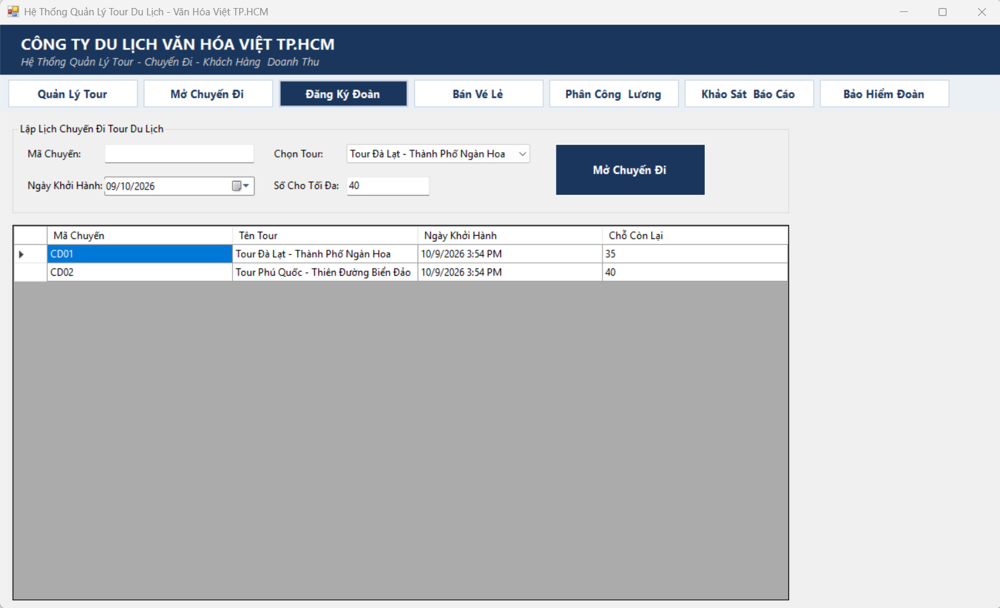 Hệ Thống Quản Lý Tour Du Lịch - Văn Hóa Việt TP.HCM
CÔNG TY DU LỊCH VĂN HÓA VIỆT TP.HCM
Hệ Thống Quản Lý Tour - Chuyến Đi - Khách Hàng  Doanh Thu
Quản Lý Tour
Mở Chuyến Đi
Đăng Ký Đoàn
Bán Vé Lẻ
Phân Công  Lương
Khảo Sát  Báo Cáo
Bảo Hiểm Đoàn
Lập Lịch Chuyến Đi Tour Du Lịch
Mã Chuyến:
Chọn Tour: Tour Đà Lạt - Thành Phố Ngàn Hoa
Ngày Khởi Hành: 09/10/2026
Số Cho Tối Đa: 40
Mở Chuyến Đi
Mã Chuyến Tên Tour Ngày Khởi Hành Chỗ Còn Lại
CD01 Tour Đà Lạt - Thành Phố Ngàn Hoa 10/9/2026 3:54 PM 35
CD02 Tour Phú Quốc - Thiên Đường Biển Đảo 10/9/2026 3:54 PM 40